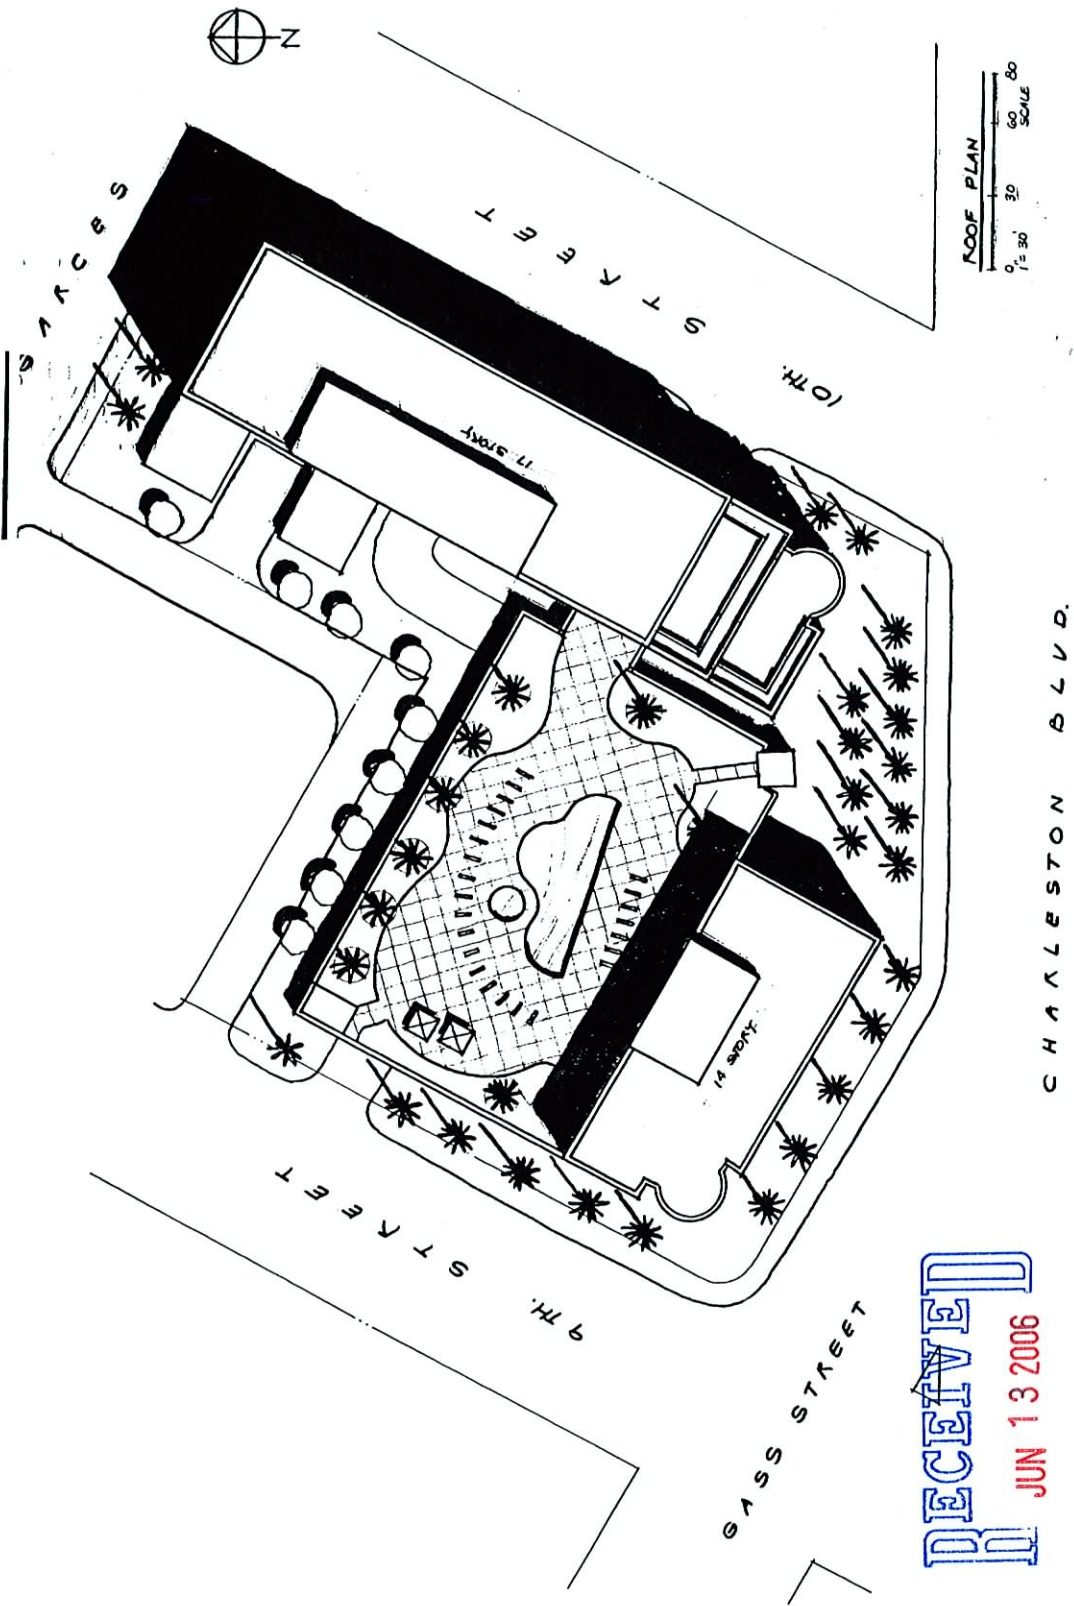 N
GARCES
10TH. STREET
17 STORY
14 STORY
9TH. STREET
GASS STREET
CHARLESTON BLVD.
ROOF PLAN
0 30 60 80
1"=30' SCALE
RECEIVED
JUN 13 2006